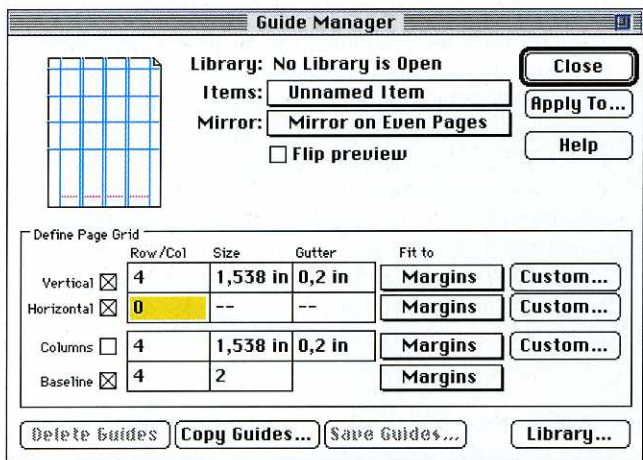 Guide Manager
Library: No Library is Open
Items: Unnamed Item
Mirror: Mirror on Even Pages
Flip preview
Close
Apply To...
Help
Define Page Grid
Row/Col Size Gutter Fit to
Vertical 4 1,538 in 0,2 in Margins Custom...
Horizontal 0 -- -- Margins Custom...
Columns 4 1,538 in 0,2 in Margins Custom...
Baseline 4 2 Margins
Delete Guides Copy Guides... Save Guides... Library...